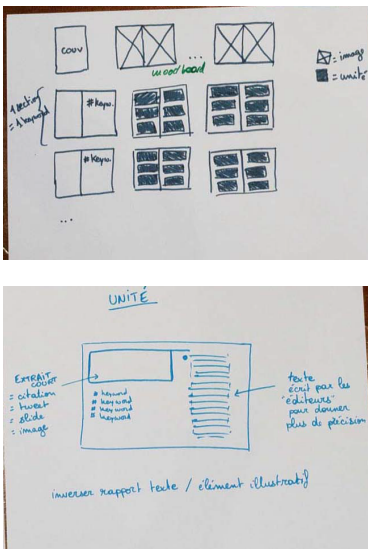 COUV
...
moodboard
= image
= unité
1 section
= 1 keyword
#Keyw.
#Keyw.
...
UNITÉ
EXTRAIT
COURT
= citation
= tweet
= slide
= image
# keyword
# keyword
# keyword
# keyword
texte
écrit par les
"éditeurs"
pour donner
plus de précision
inverser rapport texte / élément illustratif